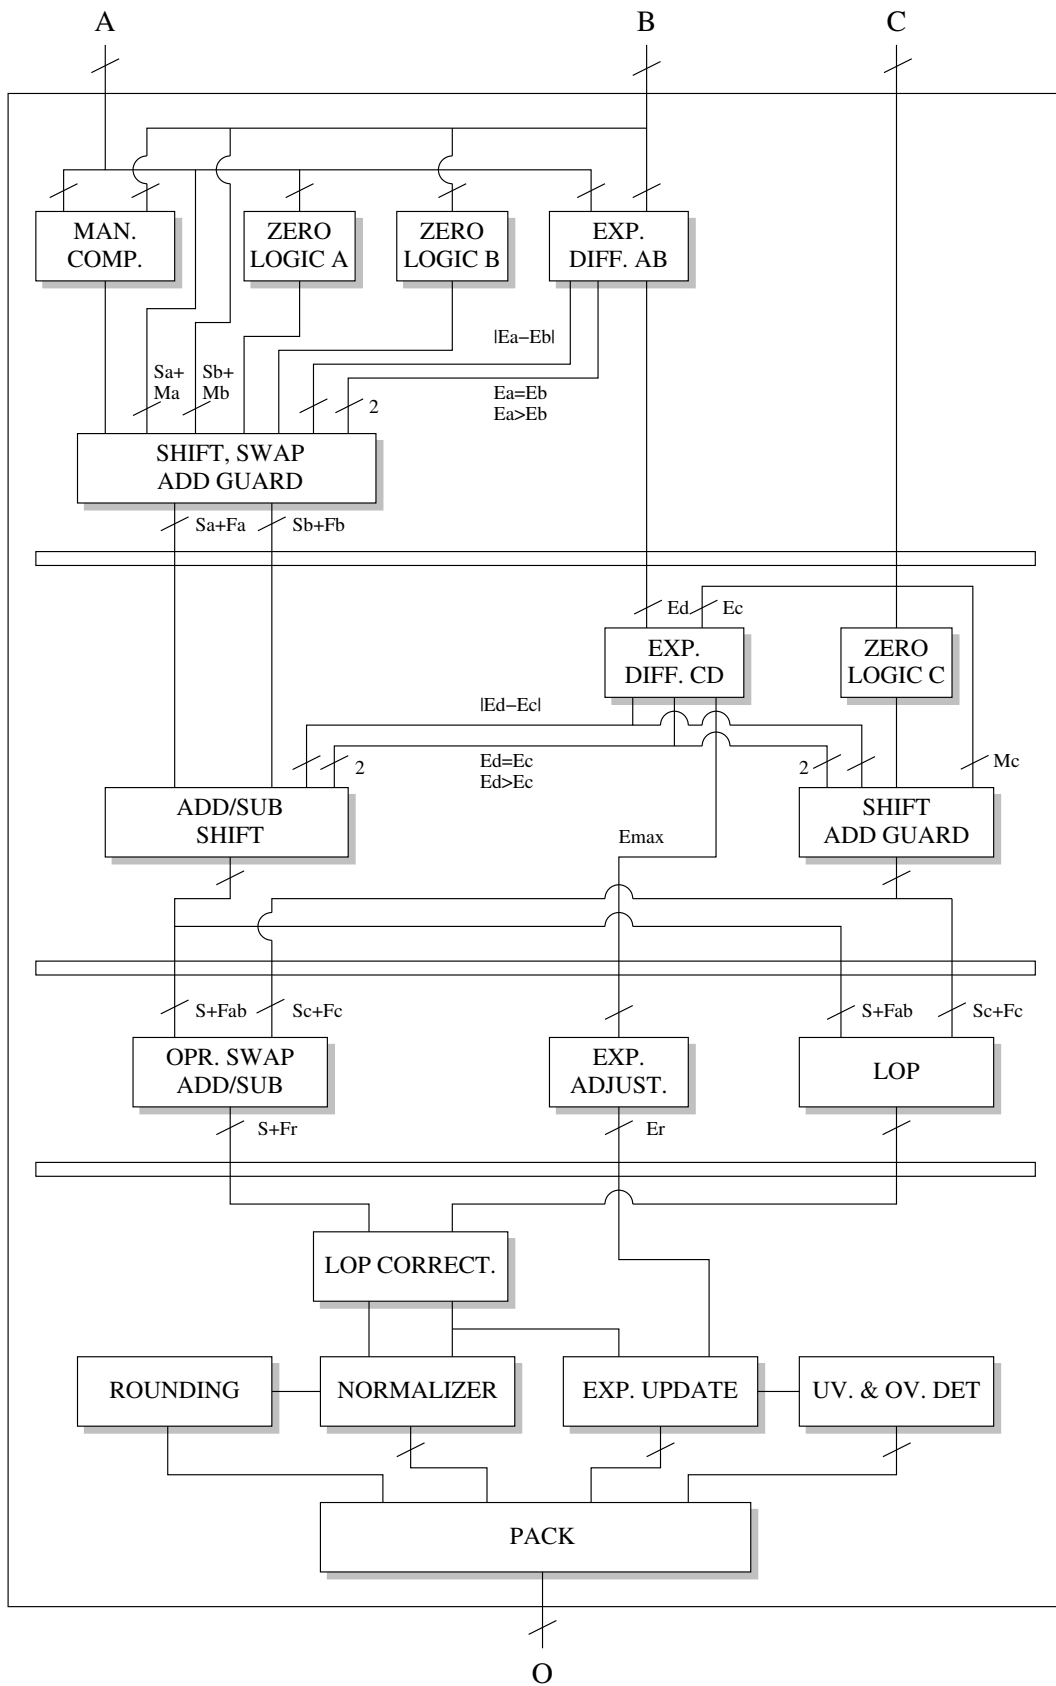 A
B
C
MAN.
COMP.
ZERO
LOGIC A
ZERO
LOGIC B
EXP.
DIFF. AB
|Ea−Eb|
Sa+
Ma
Sb+
Mb
2
Ea=Eb
Ea>Eb
SHIFT, SWAP
ADD GUARD
Sa+Fa
Sb+Fb
Ed
Ec
EXP.
DIFF. CD
ZERO
LOGIC C
|Ed−Ec|
2
Ed=Ec
Ed>Ec
2
Mc
ADD/SUB
SHIFT
SHIFT
ADD GUARD
Emax
S+Fab
Sc+Fc
S+Fab
Sc+Fc
OPR. SWAP
ADD/SUB
EXP.
ADJUST.
LOP
S+Fr
Er
LOP CORRECT.
ROUNDING
NORMALIZER
EXP. UPDATE
UV. & OV. DET
PACK
O